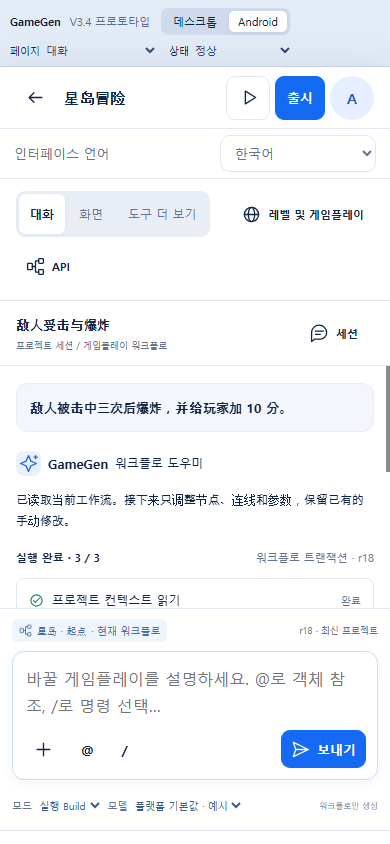 GameGen V3.4 프로토타입 데스크톱 Android
페이지 대화 상태 정상
星岛冒险 출시 A
인터페이스 언어 한국어
대화 화면 도구 더 보기 레벨 및 게임플레이
API
敌人受击与爆炸
프로젝트 세션 / 게임플레이 워크플로
세션
敌人被击中三次后爆炸，并给玩家加 10 分。
GameGen 워크플로 도우미
已读取当前工作流。接下来只调整节点、连线和参数，保留已有的
手动修改。
실행 완료 · 3 / 3 워크플로 트랜잭션 · r18
프로젝트 컨텍스트 읽기 완료
星岛 · 起点 · 현재 워크플로 r18 · 최신 프로젝트
바꿀 게임플레이를 설명하세요. @로 객체 참
조, /로 명령 선택...
@ / 보내기
모드 실행 Build 모델 플랫폼 기본값 · 예시 워크플로만 생성